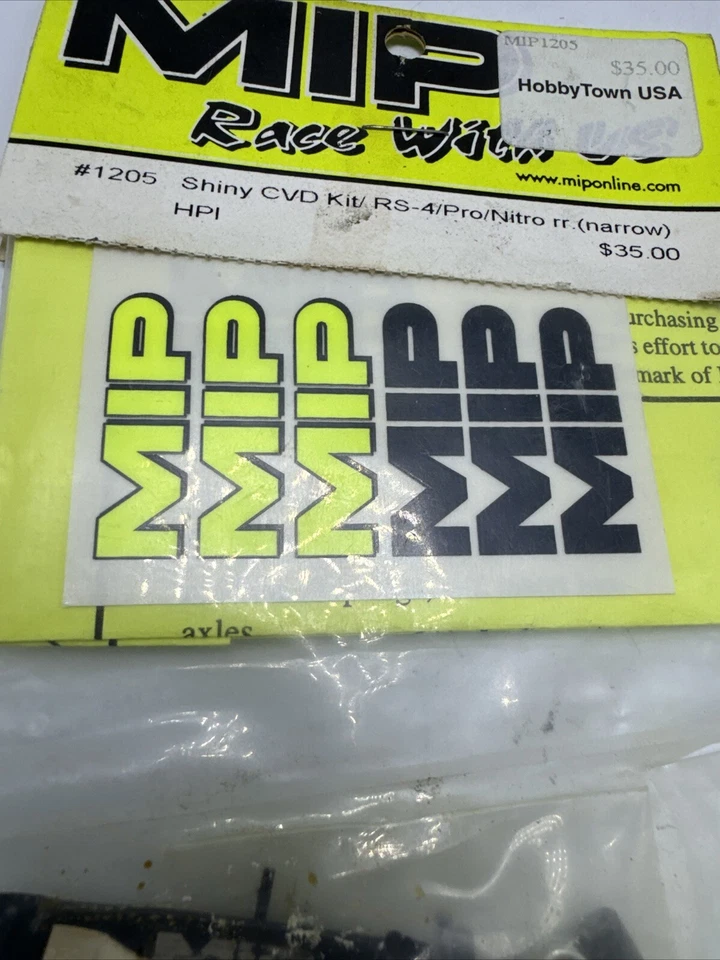 MIP
MIP1205
$35.00
HobbyTown USA
Race With Us
www.miponline.com
#1205 Shiny CVD Kit/ RS-4/Pro/Nitro rr.(narrow)
HPI
$35.00
urchasing
effort to
mark of
MIP MIP MIP MIP MIP MIP
axles